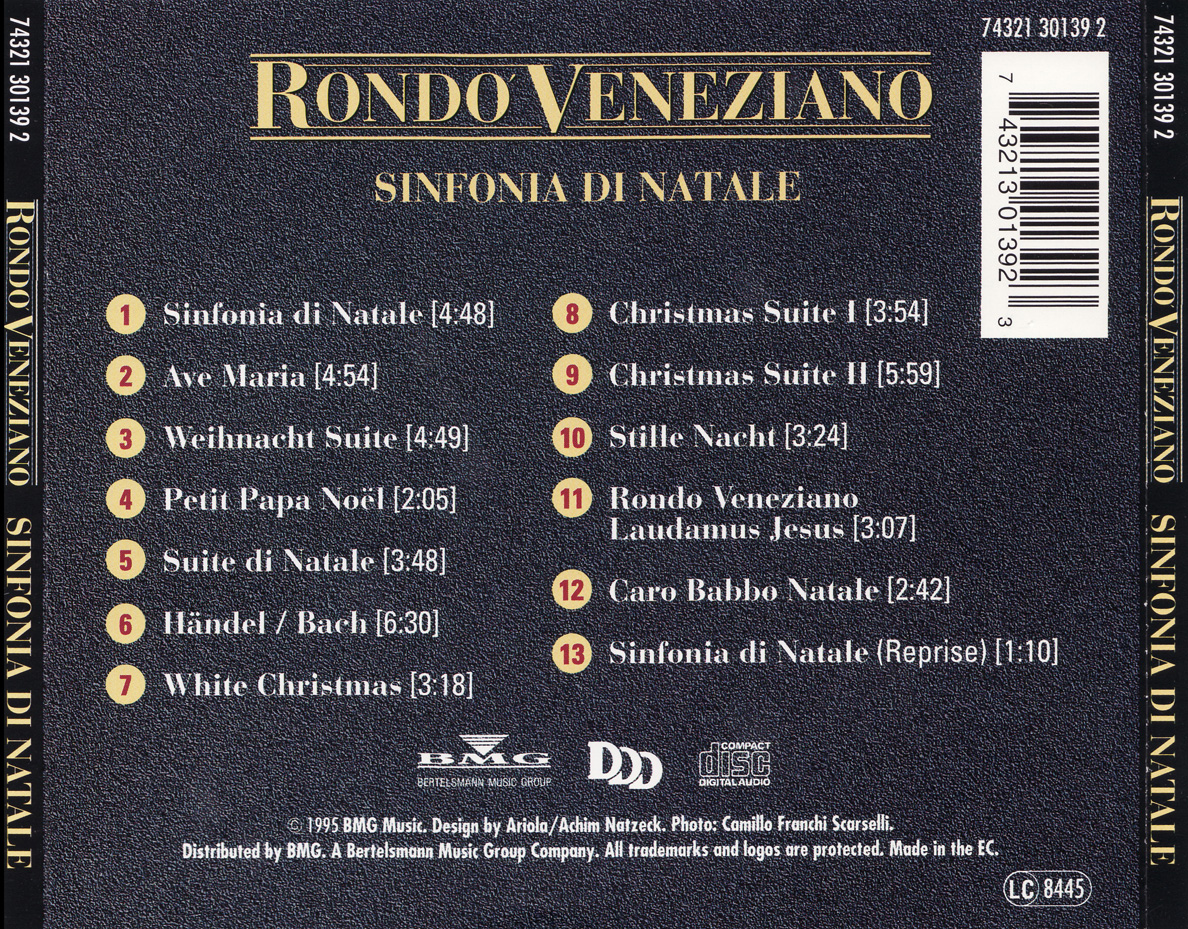 74321 30139 2
RONDO' VENEZIANO
SINFONIA DI NATALE
74321 30139 2
RONDO' VENEZIANO
SINFONIA DI NATALE
7 43213 01392 3
1 Sinfonia di Natale [4:48]
2 Ave Maria [4:54]
3 Weihnacht Suite [4:49]
4 Petit Papa Noël [2:05]
5 Suite di Natale [3:48]
6 Händel / Bach [6:30]
7 White Christmas [3:18]
8 Christmas Suite I [3:54]
9 Christmas Suite II [5:59]
10 Stille Nacht [3:24]
11 Rondo Veneziano
Laudamus Jesus [3:07]
12 Caro Babbo Natale [2:42]
13 Sinfonia di Natale (Reprise) [1:10]
BMG
BERTELSMANN MUSIC GROUP
DDD
COMPACT
disc
DIGITAL AUDIO
© 1995 BMG Music. Design by Ariola/Achim Natzeck. Photo: Camillo Franchi Scarselli.
Distributed by BMG. A Bertelsmann Music Group Company. All trademarks and logos are protected. Made in the EC.
LC 8445
74321 30139 2
RONDO' VENEZIANO
SINFONIA DI NATALE